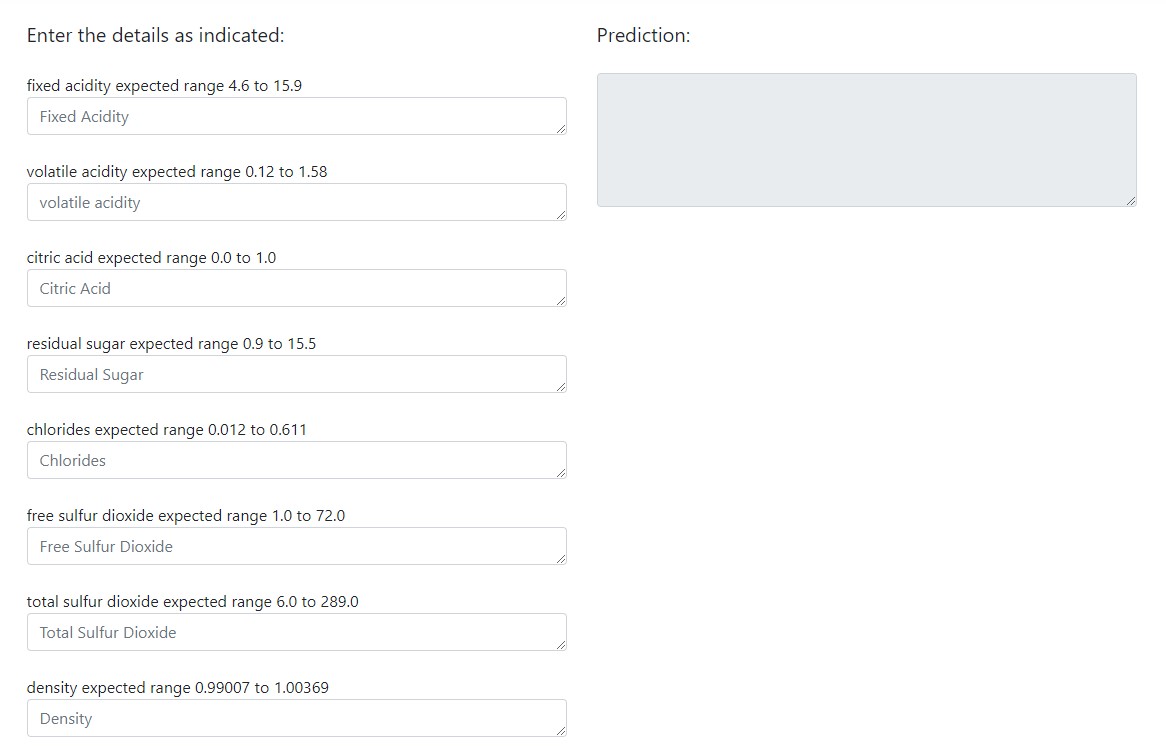 Enter the details as indicated:
fixed acidity expected range 4.6 to 15.9
Fixed Acidity
volatile acidity expected range 0.12 to 1.58
volatile acidity
citric acid expected range 0.0 to 1.0
Citric Acid
residual sugar expected range 0.9 to 15.5
Residual Sugar
chlorides expected range 0.012 to 0.611
Chlorides
free sulfur dioxide expected range 1.0 to 72.0
Free Sulfur Dioxide
total sulfur dioxide expected range 6.0 to 289.0
Total Sulfur Dioxide
density expected range 0.99007 to 1.00369
Density
Prediction: